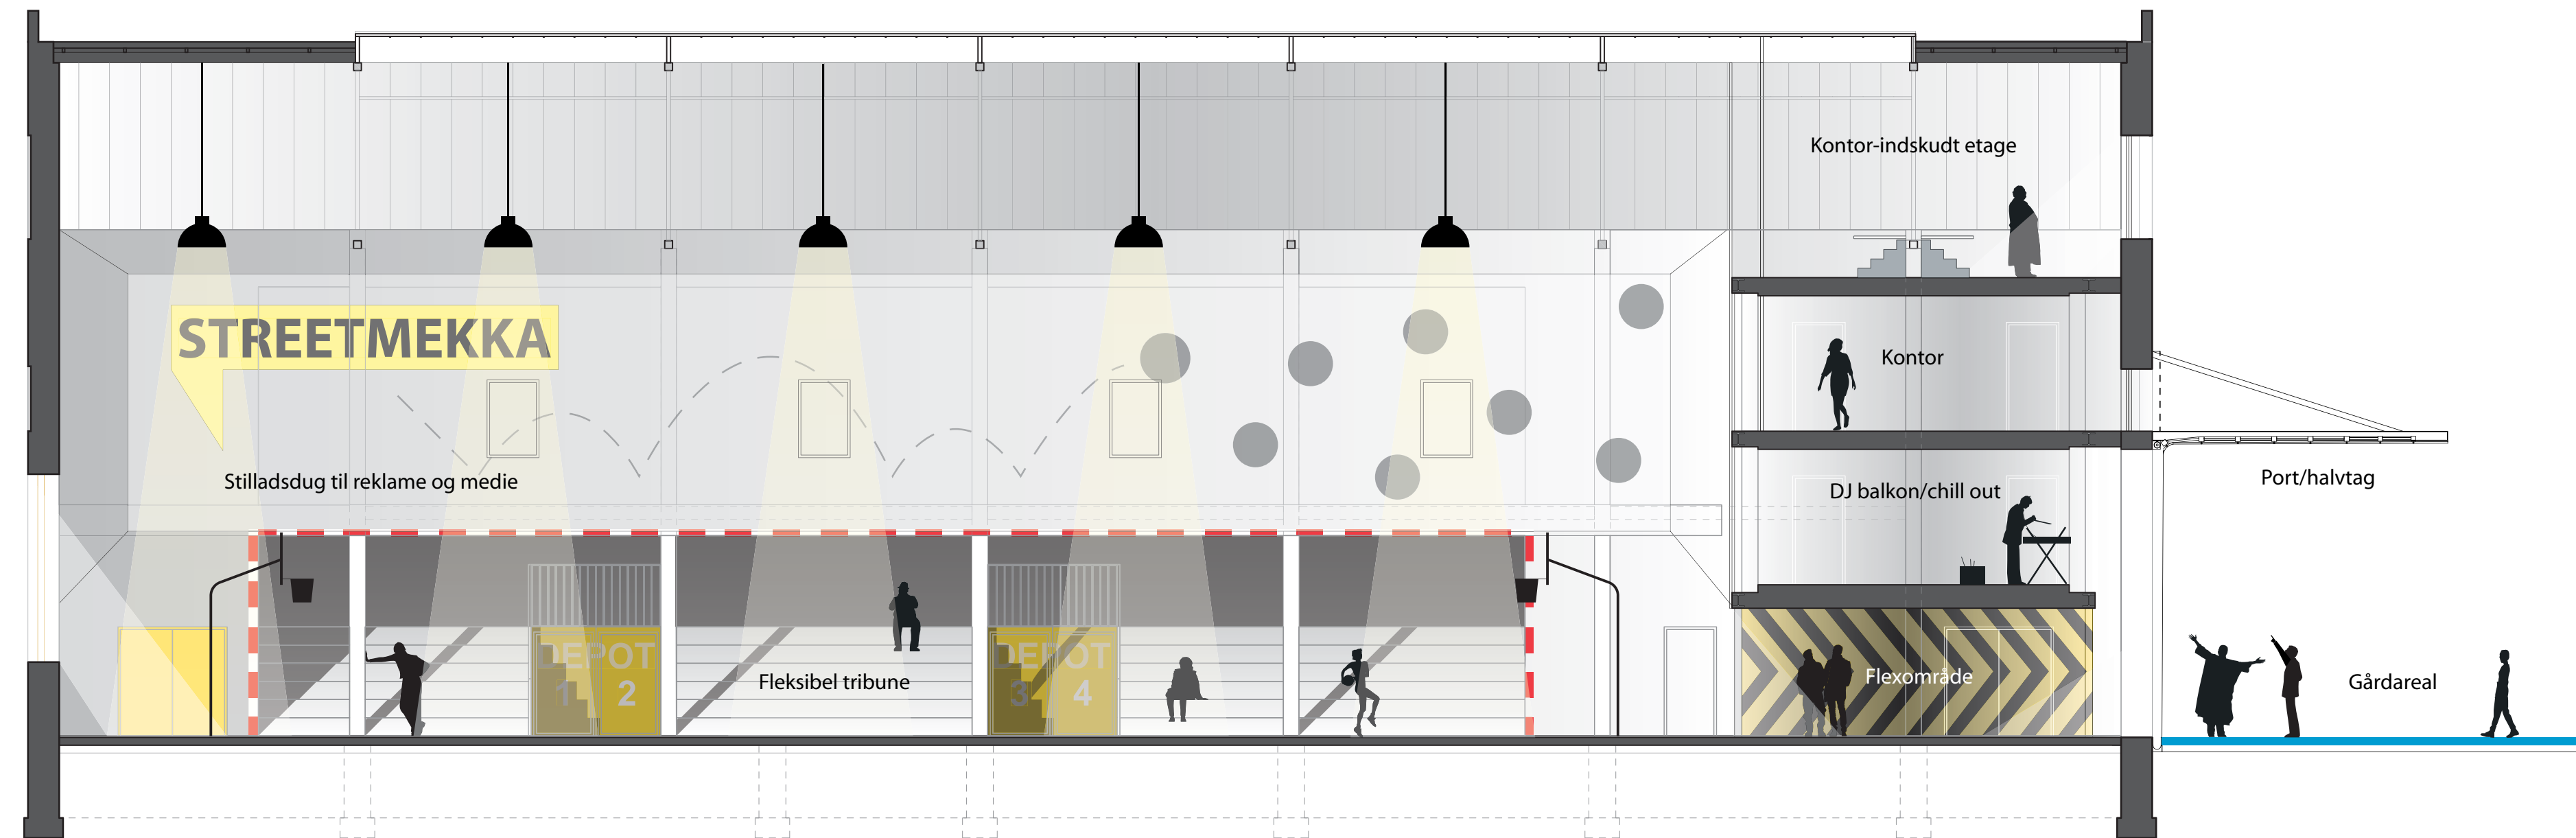 Kontor-indskudt etage
STREETMEKKA
Kontor
Stilladsdug til reklame og medie
DJ balkon/chill out
Port/halvtag
DEPOT
1 2
DEPOT
3 4
Fleksibel tribune
Flexområde
Gårdareal